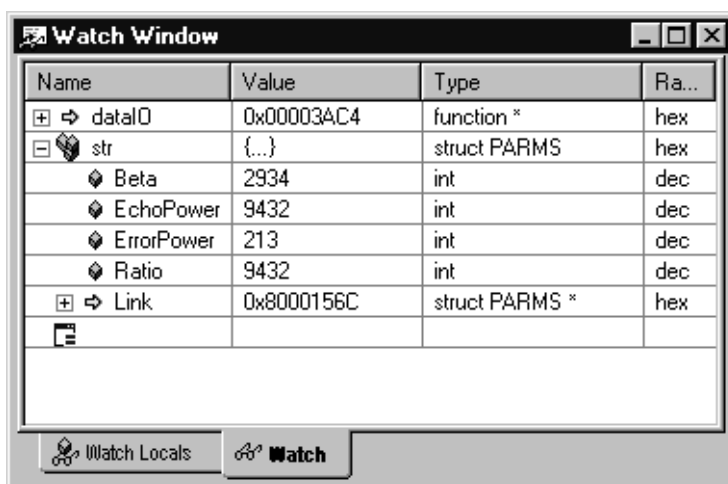 Watch Window
Name Value Type Ra...
dataIO 0x00003AC4 function * hex
str {...} struct PARMS hex
Beta 2934 int dec
EchoPower 9432 int dec
ErrorPower 213 int dec
Ratio 9432 int dec
Link 0x8000156C struct PARMS * hex
Watch Locals Watch